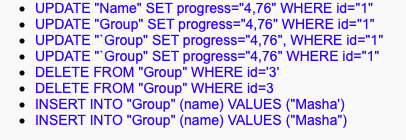 UPDATE "Name" SET progress="4,76" WHERE id="1"
UPDATE "Group" SET progress="4,76" WHERE id="1"
UPDATE "`Group" SET progress="4,76", WHERE id="1"
UPDATE "`Group" SET progress="4,76" WHERE id="1"
DELETE FROM "Group" WHERE id='3'
DELETE FROM "Group" WHERE id=3
INSERT INTO "Group" (name) VALUES ("Masha')
INSERT INTO "Group" (name) VALUES ("Masha")